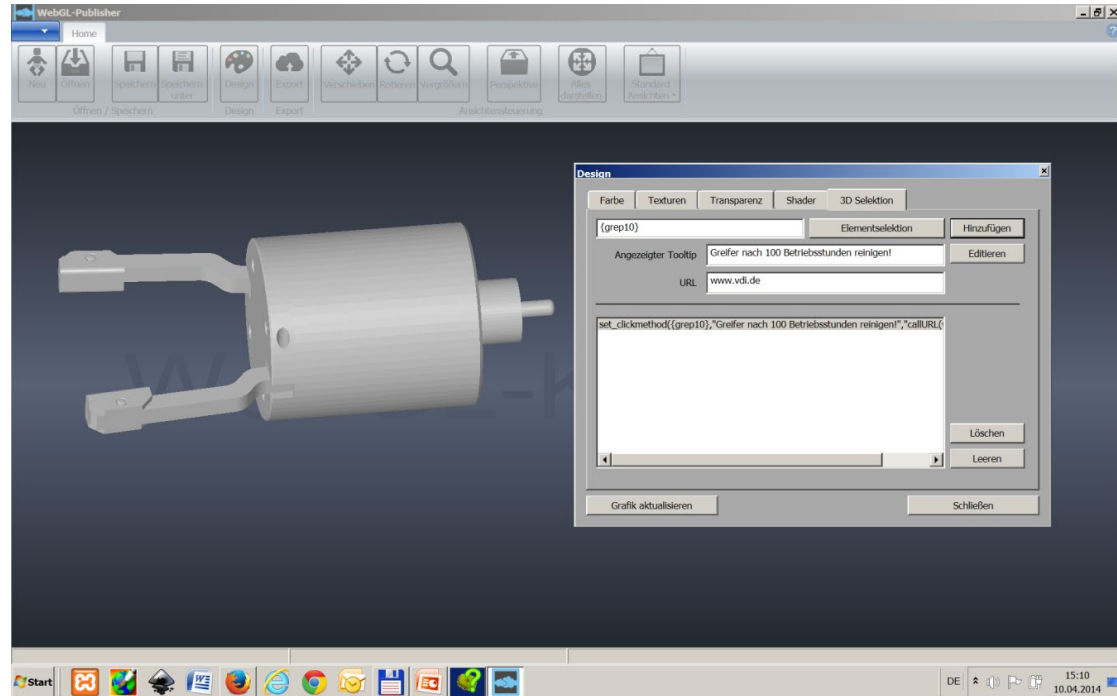 WebGL-Publisher
Home
Neu
Öffnen
Speichern
Speichern unter
Design
Export
Verschieben
Rotieren
Vergrößern
Perspektive
Alles darstellen
Standard Ansichten
Öffnen / Speichern
Design
Export
Ansichtensteuerung
Design
Farbe
Texturen
Transparenz
Shader
3D Selektion
{grep10}
Elementselektion
Hinzufügen
Angezeigter Tooltip
Greifer nach 100 Betriebsstunden reinigen!
Editieren
URL
www.vdi.de
set_clickmethod({grep10},"Greifer nach 100 Betriebsstunden reinigen!","callURL(
Löschen
Leeren
Grafik aktualisieren
Schließen
Start
DE
15:10
10.04.2014